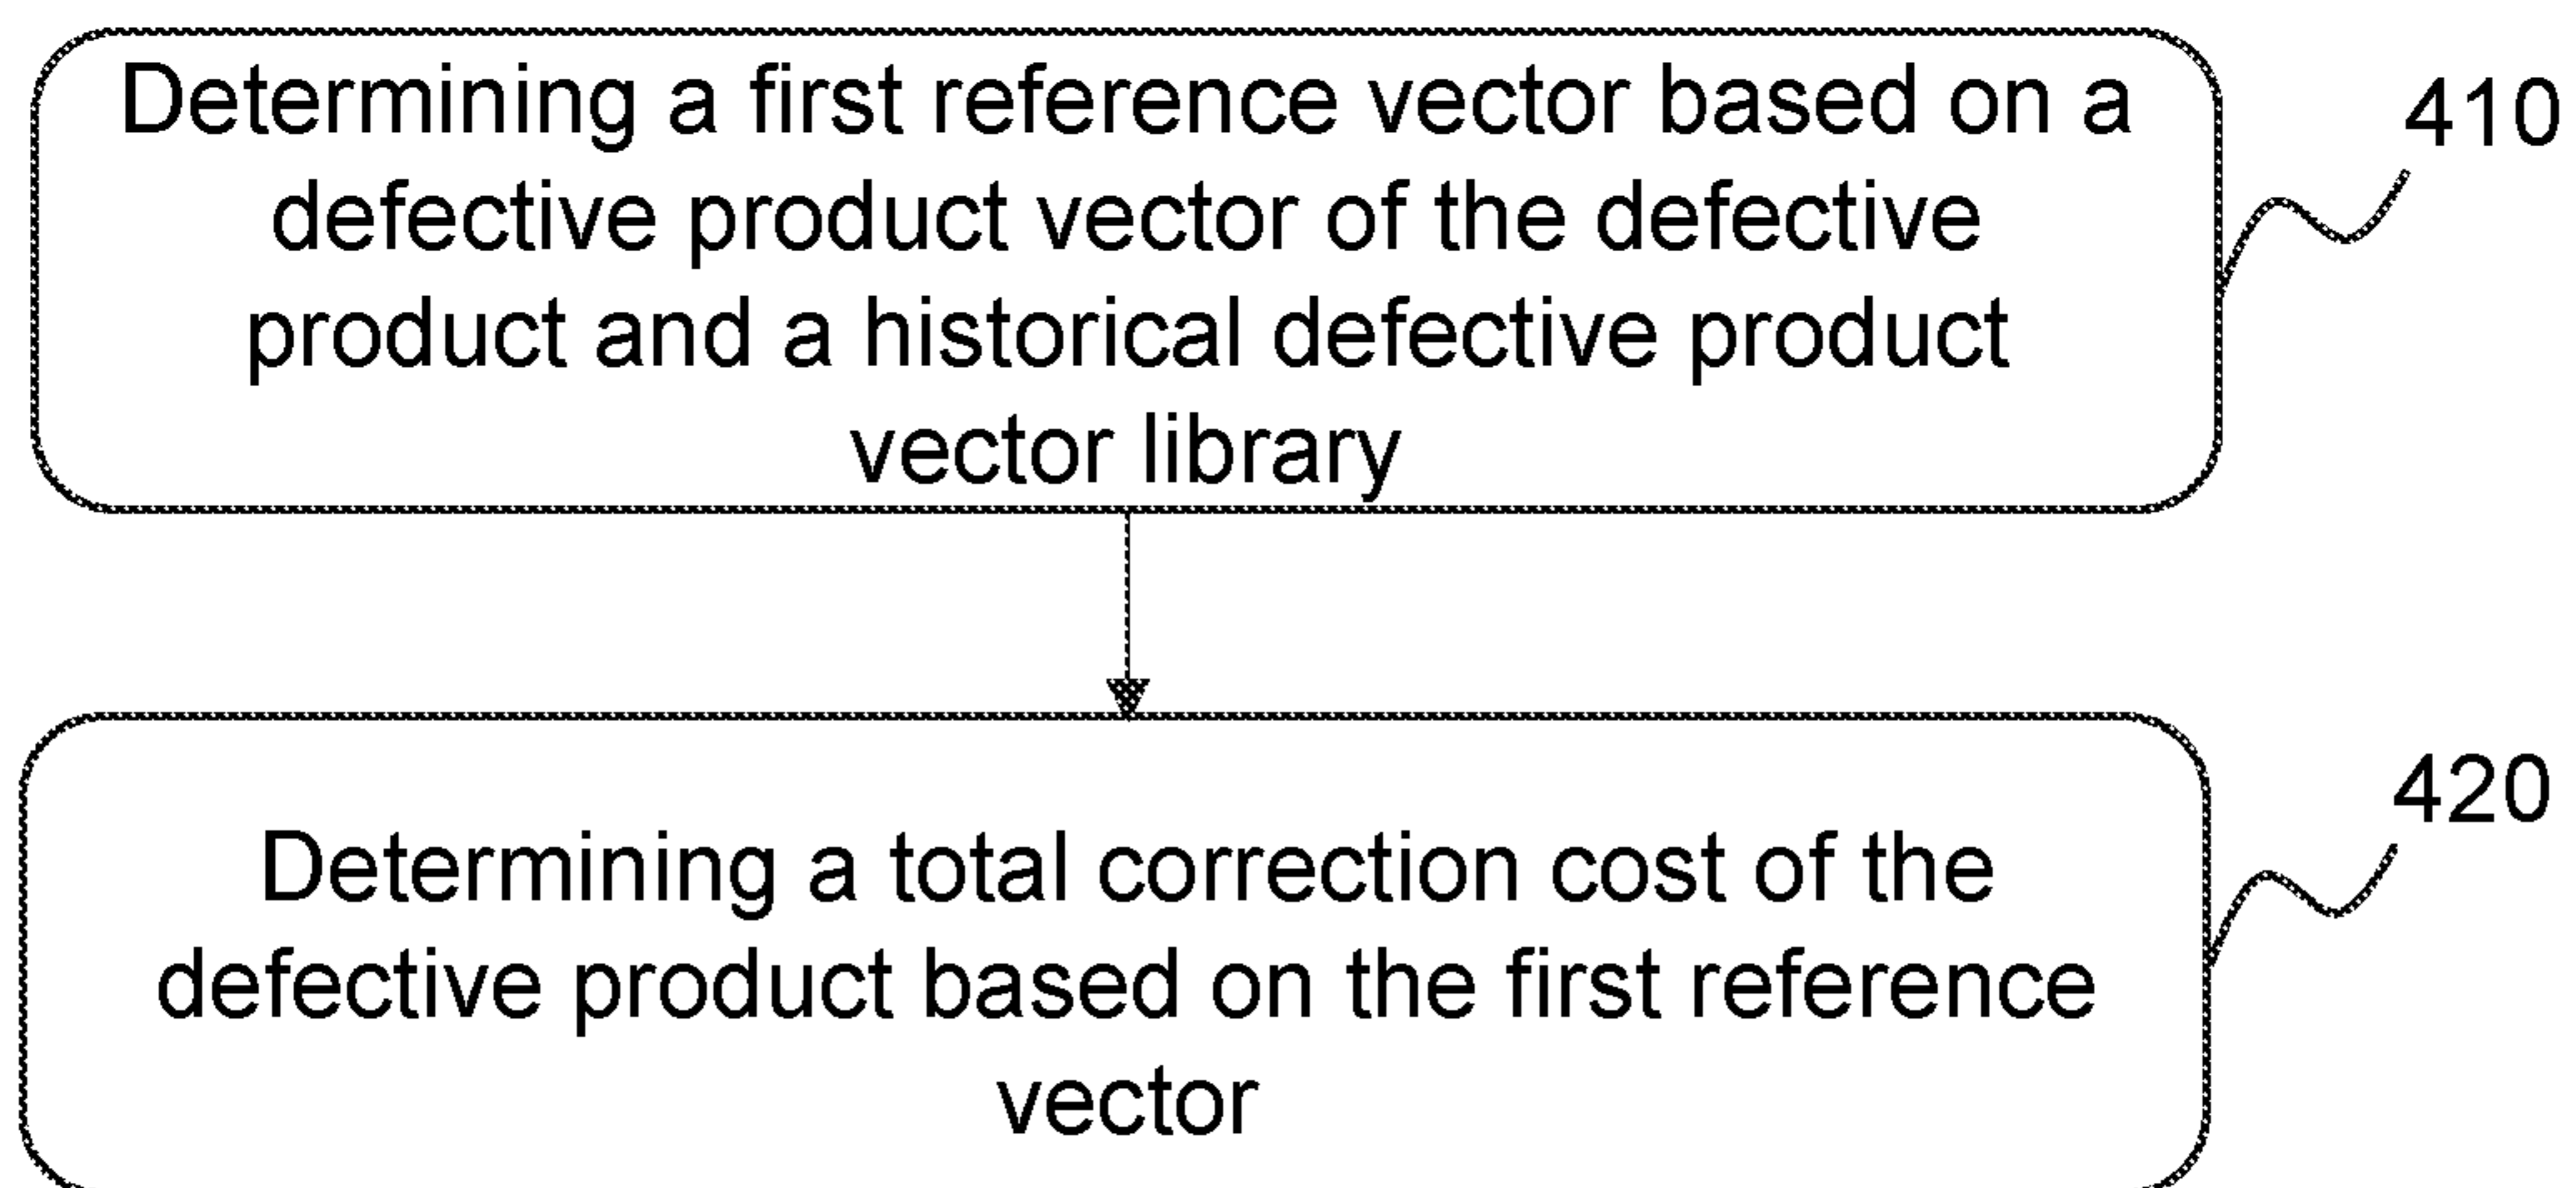 Determining a first reference vector based on a
defective product vector of the defective
product and a historical defective product
vector library
410
Determining a total correction cost of the
defective product based on the first reference
vector
420